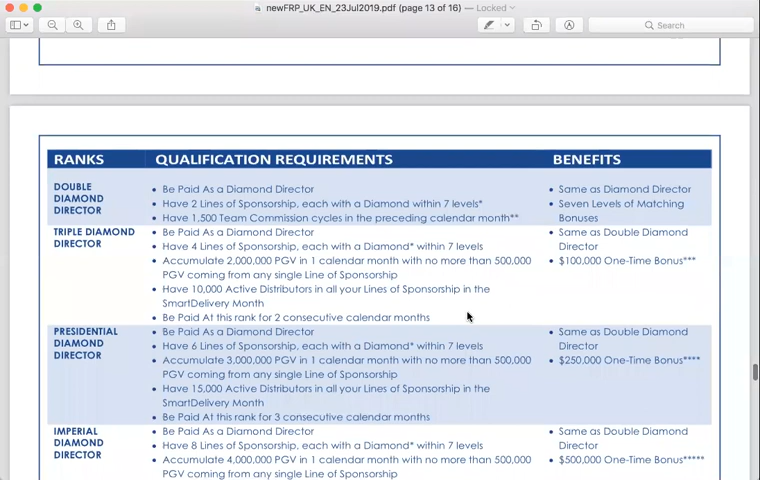 newFRP_UK_EN_23Jul2019.pdf (page 13 of 16) — Locked
Search
RANKS QUALIFICATION REQUIREMENTS BENEFITS
DOUBLE
DIAMOND
DIRECTOR
• Be Paid As a Diamond Director
• Have 2 Lines of Sponsorship, each with a Diamond within 7 levels*
• Have 1,500 Team Commission cycles in the preceding calendar month**
• Same as Diamond Director
• Seven Levels of Matching
Bonuses
TRIPLE DIAMOND
DIRECTOR
• Be Paid As a Diamond Director
• Have 4 Lines of Sponsorship, each with a Diamond* within 7 levels
• Accumulate 2,000,000 PGV in 1 calendar month with no more than 500,000
PGV coming from any single Line of Sponsorship
• Have 10,000 Active Distributors in all your Lines of Sponsorship in the
SmartDelivery Month
• Be Paid At this rank for 2 consecutive calendar months
• Same as Double Diamond
Director
• $100,000 One-Time Bonus***
PRESIDENTIAL
DIAMOND
DIRECTOR
• Be Paid As a Diamond Director
• Have 6 Lines of Sponsorship, each with a Diamond* within 7 levels
• Accumulate 3,000,000 PGV in 1 calendar month with no more than 500,000
PGV coming from any single Line of Sponsorship
• Have 15,000 Active Distributors in all your Lines of Sponsorship in the
SmartDelivery Month
• Be Paid At this rank for 3 consecutive calendar months
• Same as Double Diamond
Director
• $250,000 One-Time Bonus****
IMPERIAL
DIAMOND
DIRECTOR
• Be Paid As a Diamond Director
• Have 8 Lines of Sponsorship, each with a Diamond* within 7 levels
• Accumulate 4,000,000 PGV in 1 calendar month with no more than 500,000
PGV coming from any single Line of Sponsorship
• Same as Double Diamond
Director
• $500,000 One-Time Bonus*****